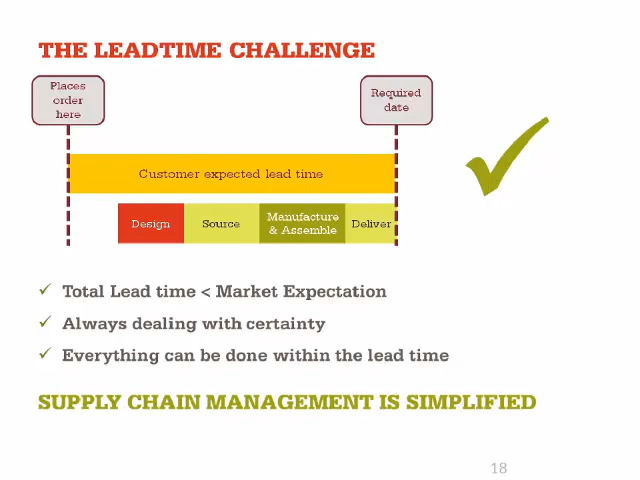 THE LEADTIME CHALLENGE
Places
order
here
Required
date
Customer expected lead time
Design
Source
Manufacture
& Assemble
Deliver
Total Lead time < Market Expectation
Always dealing with certainty
Everything can be done within the lead time
SUPPLY CHAIN MANAGEMENT IS SIMPLIFIED
18